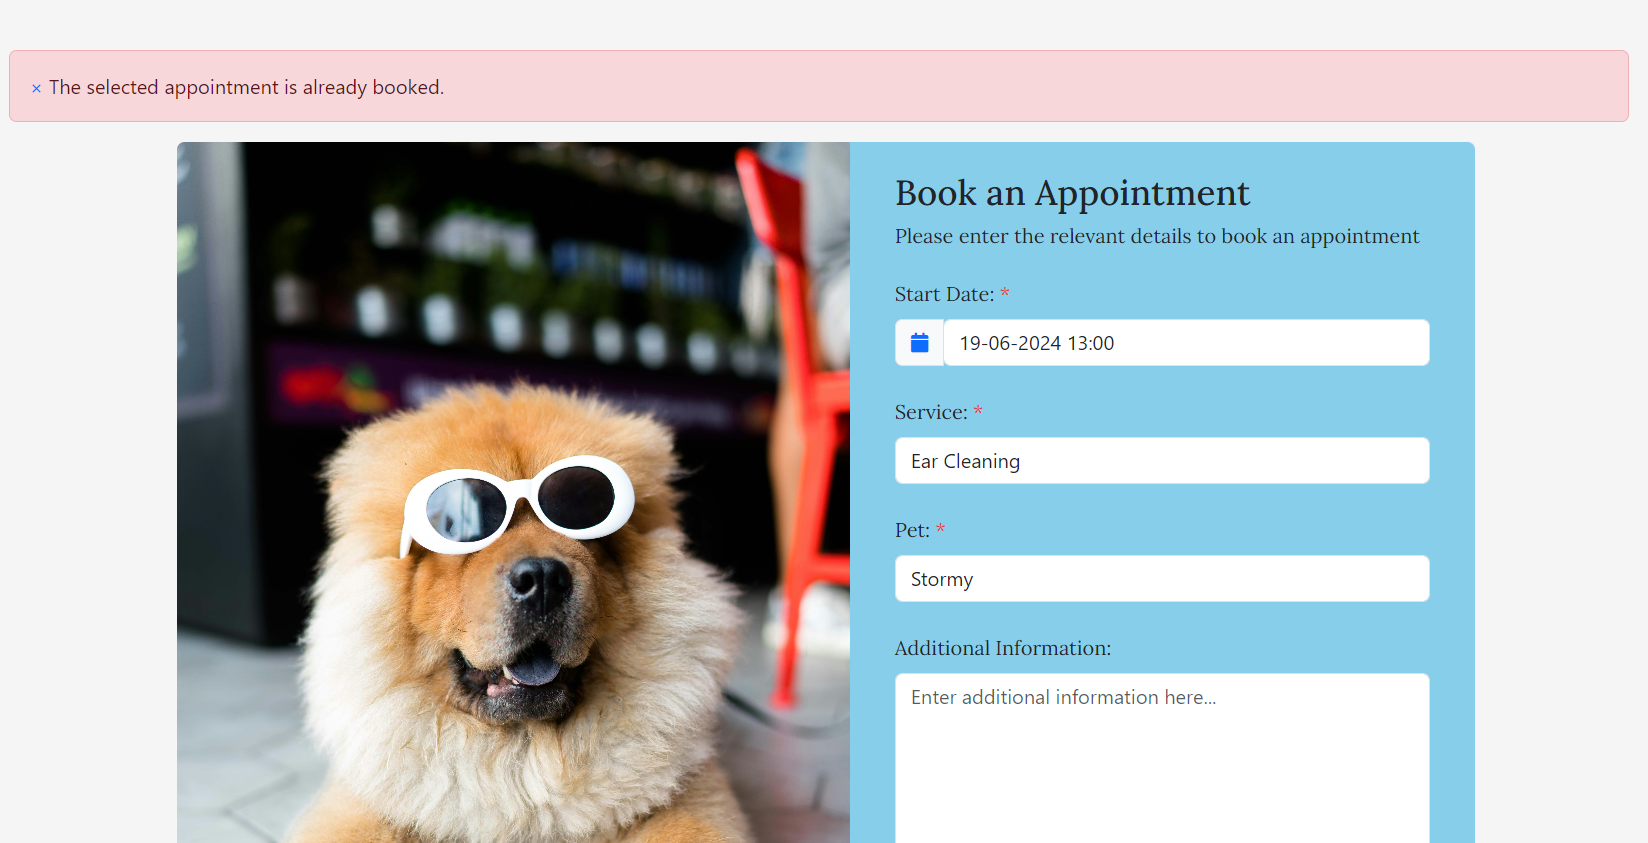 × The selected appointment is already booked.
Book an Appointment
Please enter the relevant details to book an appointment
Start Date: *
19-06-2024 13:00
Service: *
Ear Cleaning
Pet: *
Stormy
Additional Information:
Enter additional information here...